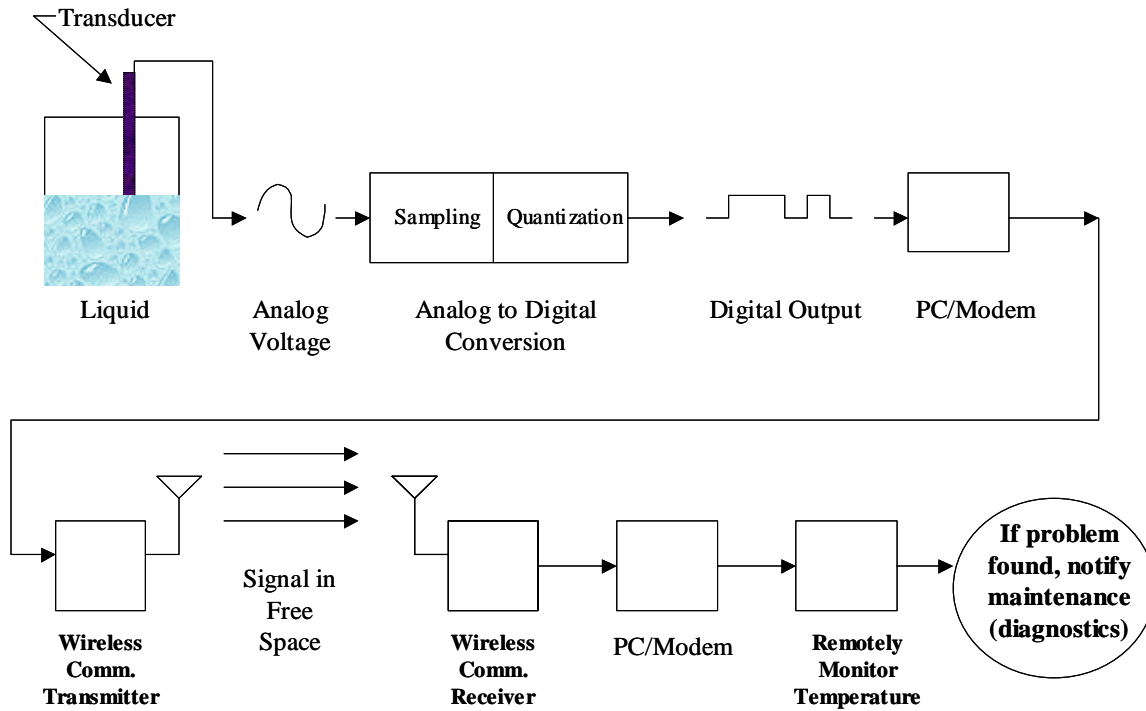 Transducer
Sampling
Quantization
Liquid
Analog
Voltage
Analog to Digital
Conversion
Digital Output
PC/Modem
Signal in
Free
Space
Wireless
Comm.
Transmitter
Wireless
Comm.
Receiver
PC/Modem
Remotely
Monitor
Temperature
If problem
found, notify
maintenance
(diagnostics)